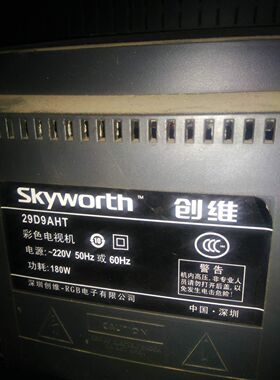 Skyworth 创维
29D9AHT
彩色电视机
电源: ~220V 50Hz 或 60Hz
功耗: 180W
深圳创维-RGB电子有限公司
警告
机内高压,非专业人
员请勿打开后盖,以
免发生电击危险!
中国·深圳